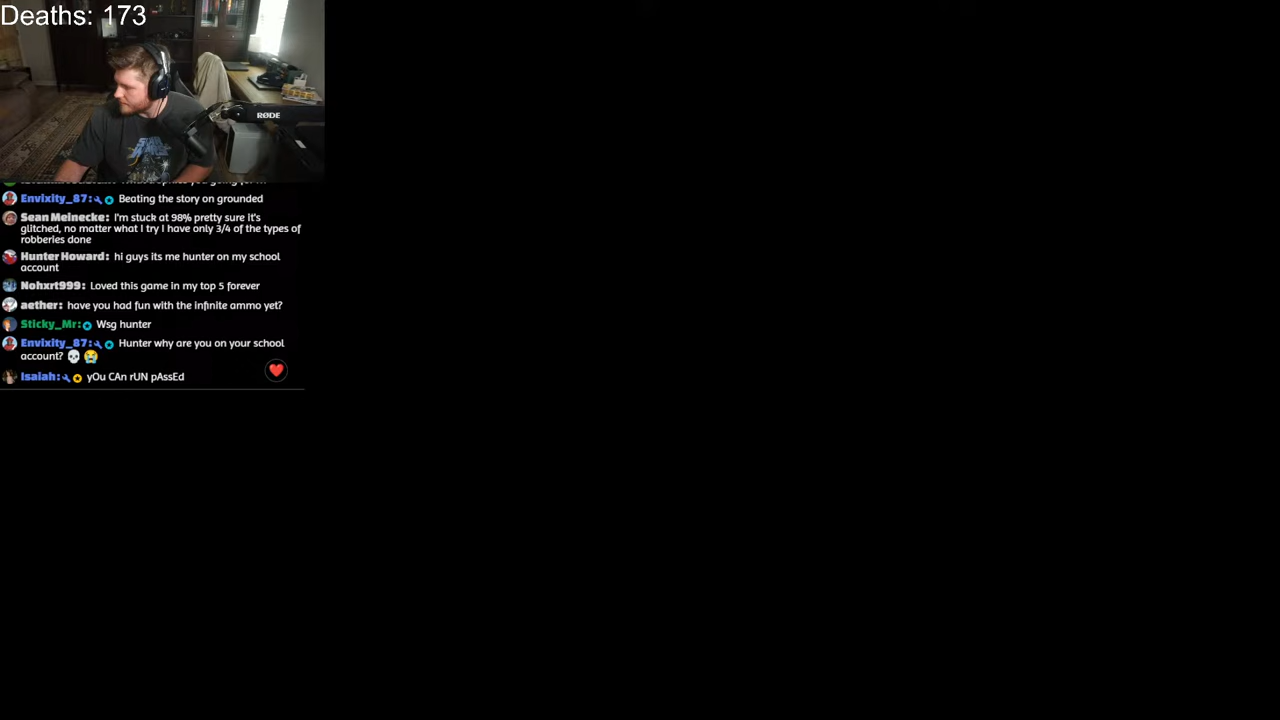 Deaths: 173
RØDE
Envixity_87: Beating the story on grounded
Sean Meinecke: I'm stuck at 98% pretty sure it's
glitched, no matter what I try I have only 3/4 of the types of
robberies done
Hunter Howard: hi guys its me hunter on my school
account
Nohxrt999: Loved this game in my top 5 forever
aether: have you had fun with the infinite ammo yet?
Sticky_Mr: Wsg hunter
Envixity_87: Hunter why are you on your school
account? 💀 😭
Isaiah: yOu CAn rUN pAssEd